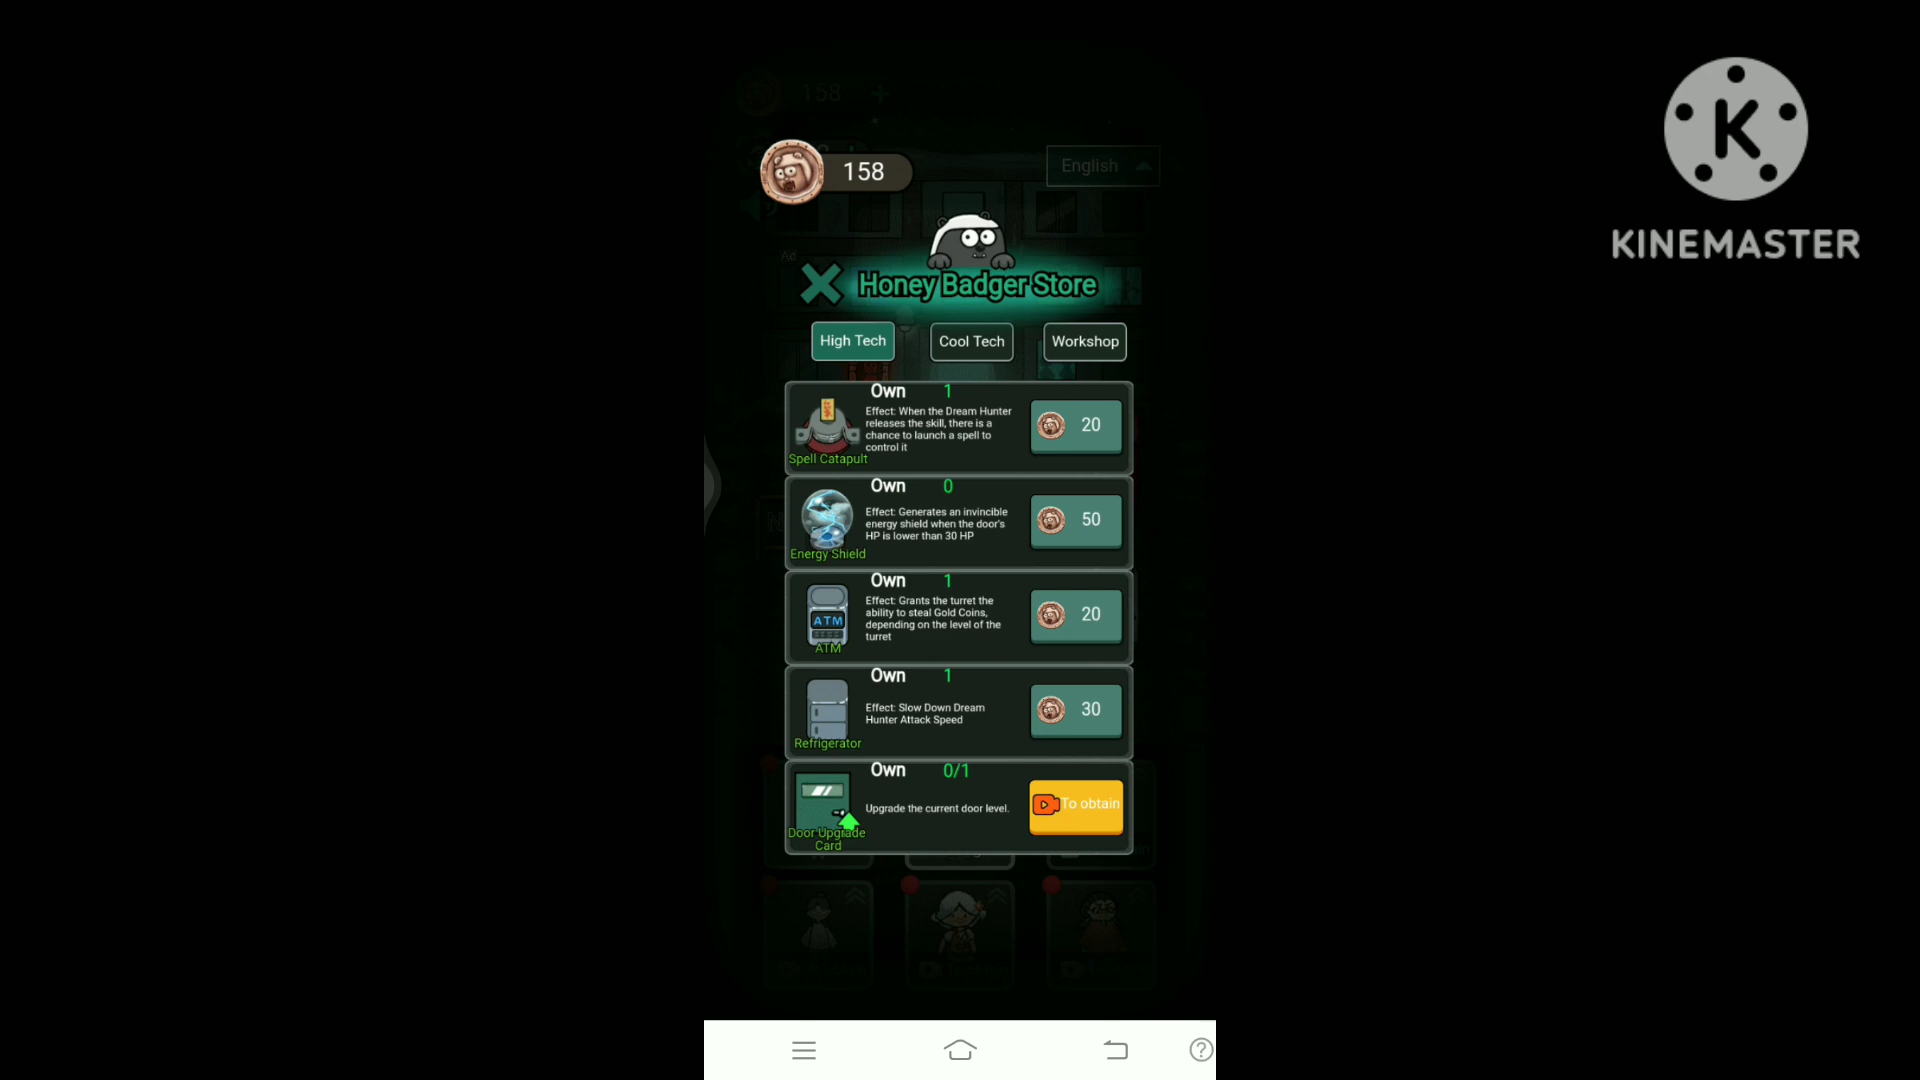 158 +
158
English
KINEMASTER
Ad
Honey Badger Store
High Tech
Cool Tech
Workshop
Own 1
Effect: When the Dream Hunter
releases the skill, there is a
chance to launch a spell to
control it
Spell Catapult
20
Own 0
Effect: Generates an invincible
energy shield when the door's
HP is lower than 30 HP
Energy Shield
50
Own 1
Effect: Grants the turret the
ability to steal Gold Coins,
depending on the level of the
turret
ATM
ATM
20
Own 1
Effect: Slow Down Dream
Hunter Attack Speed
Refrigerator
30
Own 0/1
Upgrade the current door level.
Door Upgrade
Card
To obtain